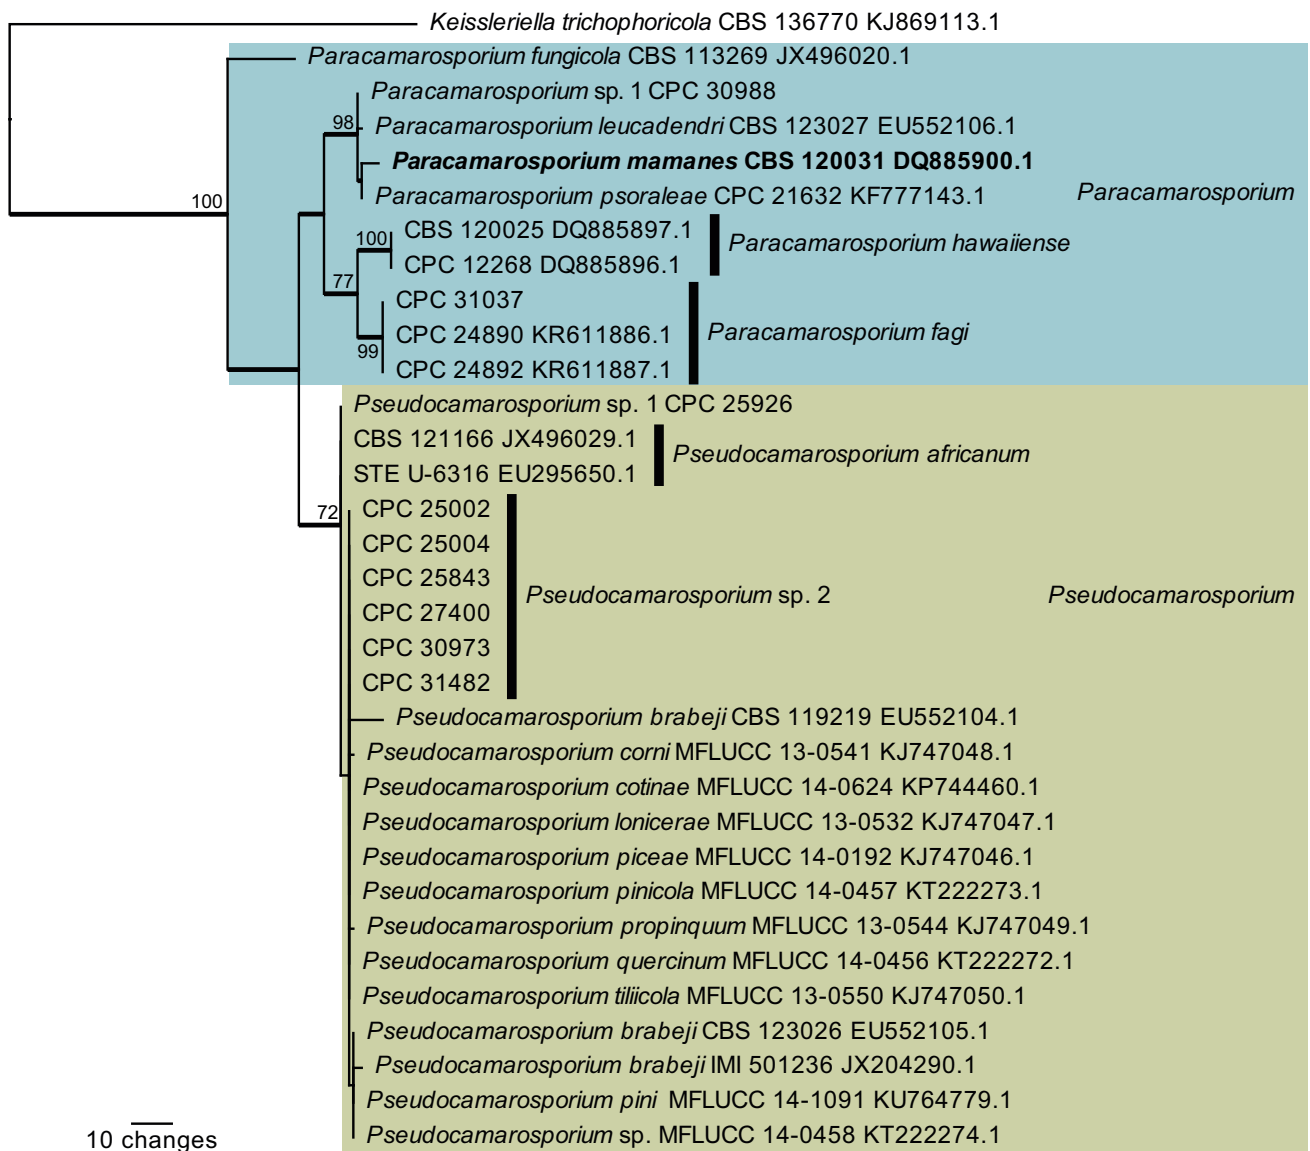 Keissleriella trichophoricola CBS 136770 KJ869113.1
Paracamarosporium fungicola CBS 113269 JX496020.1
Paracamarosporium sp. 1 CPC 30988
98
Paracamarosporium leucadendri CBS 123027 EU552106.1
Paracamarosporium mamanes CBS 120031 DQ885900.1
Paracamarosporium psoraleae CPC 21632 KF777143.1
Paracamarosporium
100
CBS 120025 DQ885897.1
100
Paracamarosporium hawaiiense
CPC 12268 DQ885896.1
77
CPC 31037
CPC 24890 KR611886.1
Paracamarosporium fagi
99
CPC 24892 KR611887.1
Pseudocamarosporium sp. 1 CPC 25926
CBS 121166 JX496029.1
Pseudocamarosporium africanum
STE U-6316 EU295650.1
72
CPC 25002
CPC 25004
CPC 25843
Pseudocamarosporium sp. 2
Pseudocamarosporium
CPC 27400
CPC 30973
CPC 31482
Pseudocamarosporium brabeji CBS 119219 EU552104.1
Pseudocamarosporium corni MFLUCC 13-0541 KJ747048.1
Pseudocamarosporium cotinae MFLUCC 14-0624 KP744460.1
Pseudocamarosporium lonicerae MFLUCC 13-0532 KJ747047.1
Pseudocamarosporium piceae MFLUCC 14-0192 KJ747046.1
Pseudocamarosporium pinicola MFLUCC 14-0457 KT222273.1
Pseudocamarosporium propinquum MFLUCC 13-0544 KJ747049.1
Pseudocamarosporium quercinum MFLUCC 14-0456 KT222272.1
Pseudocamarosporium tiliicola MFLUCC 13-0550 KJ747050.1
Pseudocamarosporium brabeji CBS 123026 EU552105.1
Pseudocamarosporium brabeji IMI 501236 JX204290.1
Pseudocamarosporium pini MFLUCC 14-1091 KU764779.1
Pseudocamarosporium sp. MFLUCC 14-0458 KT222274.1
10 changes